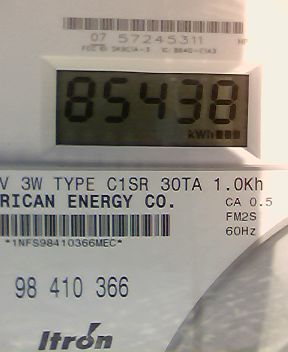 07 57245311
85438
kWh
V 3W TYPE C1SR 30TA 1.0Kh
RICAN ENERGY CO. CA 0.5
FM2S
60Hz
*1NFS98410366MEC*
98 410 366
Itron